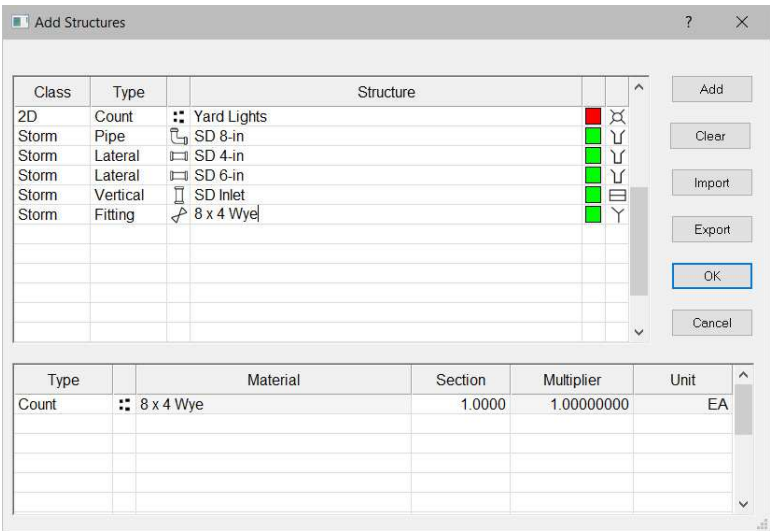 Add Structures ?
Class Type Structure
2D Count Yard Lights
Storm Pipe SD 8-in
Storm Lateral SD 4-in
Storm Lateral SD 6-in
Storm Vertical SD Inlet
Storm Fitting 8 x 4 Wye
Add
Clear
Import
Export
OK
Cancel
Type Material Section Multiplier Unit
Count 8 x 4 Wye 1.0000 1.00000000 EA